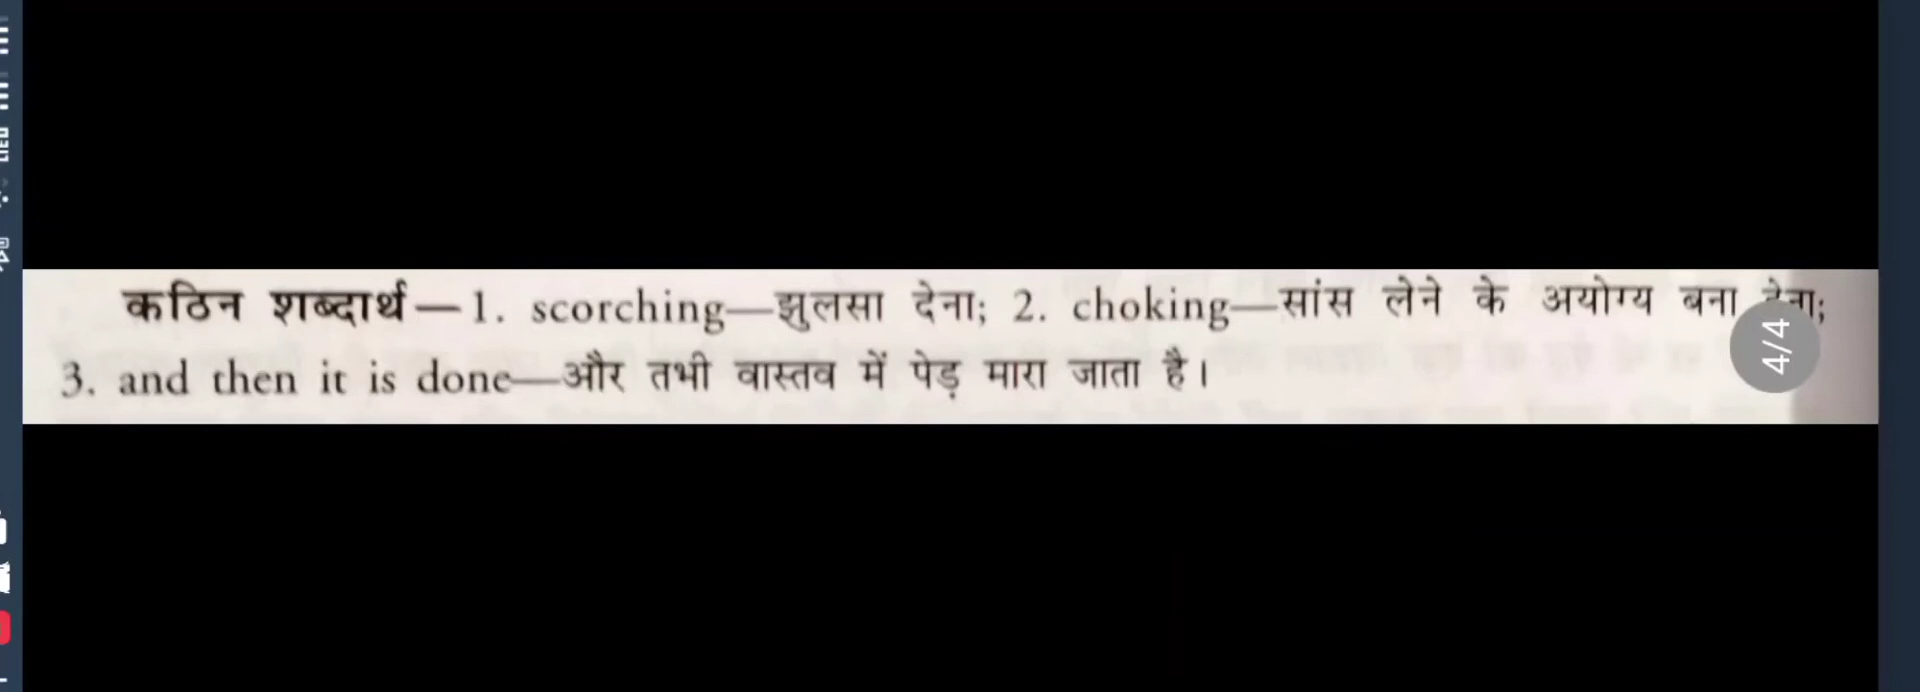 कठिन शब्दार्थ—1. scorching—झुलसा देना; 2. choking—सांस लेने के अयोग्य बना देना;
3. and then it is done—और तभी वास्तव में पेड़ मारा जाता है।
4/4